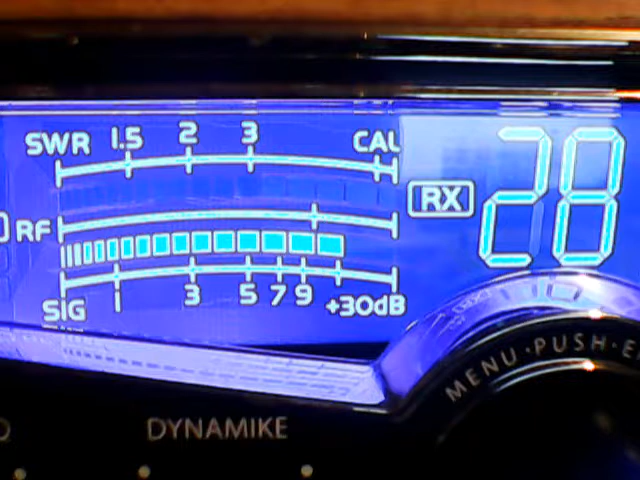 SWR 1.5 2 3 CAL
RX 28
RF
1 3 5 7 9 +30dB
SIG
MENU·PUSH·E
DYNAMIKE